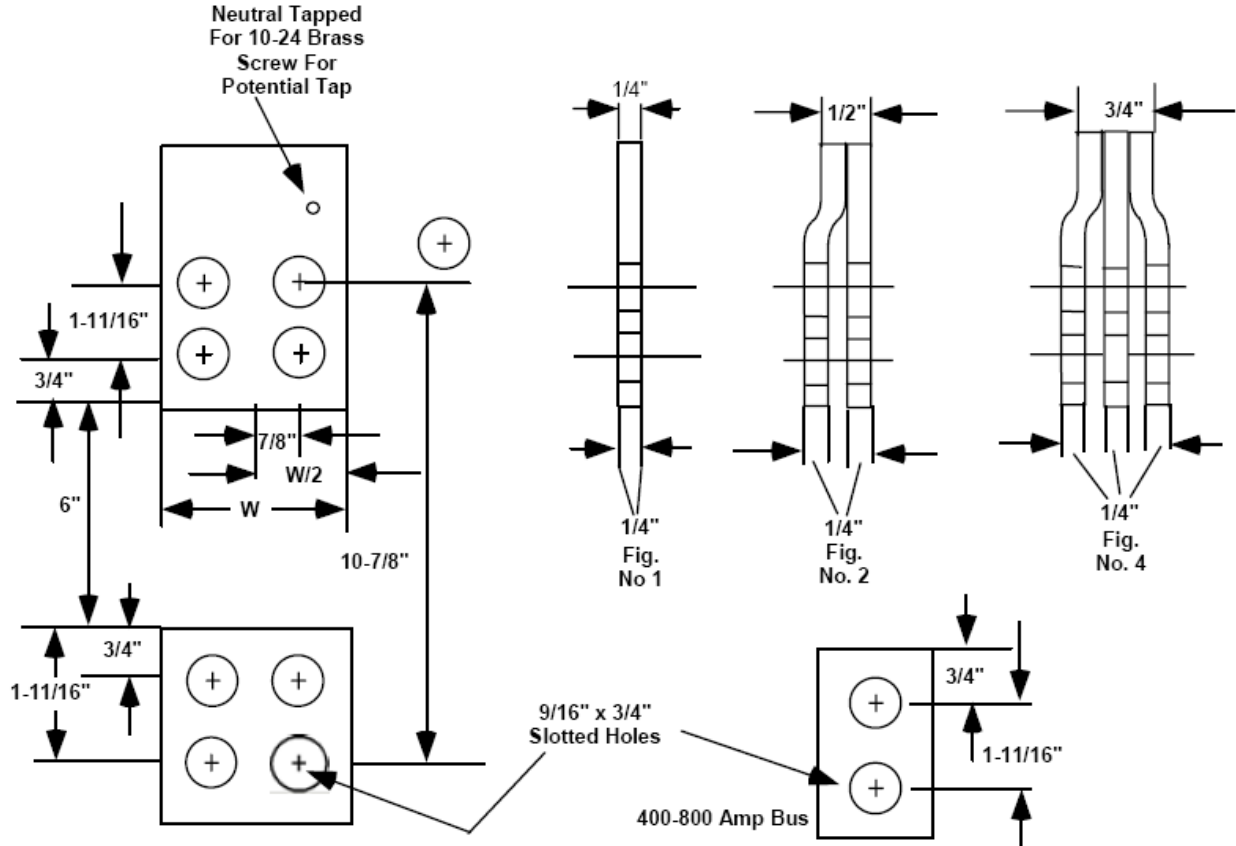 Neutral Tapped
For 10-24 Brass
Screw For
Potential Tap
1-11/16"
3/4"
7/8"
W/2
W
6"
10-7/8"
3/4"
1-11/16"
9/16" x 3/4"
Slotted Holes
1/4"
1/4"
Fig.
No 1
1/2"
1/4"
Fig.
No. 2
3/4"
1/4"
Fig.
No. 4
3/4"
1-11/16"
400-800 Amp Bus